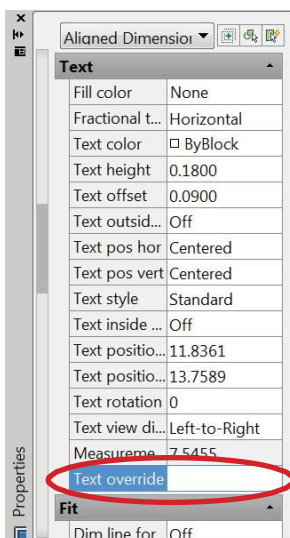 Aligned Dimension
Text
Fill color None
Fractional t... Horizontal
Text color ByBlock
Text height 0.1800
Text offset 0.0900
Text outsid... Off
Text pos hor Centered
Text pos vert Centered
Text style Standard
Text inside ... Off
Text positio... 11.8361
Text positio... 13.7589
Text rotation 0
Text view di... Left-to-Right
Measureme... 7.5455
Text override
Fit
Dim line for Off
Properties